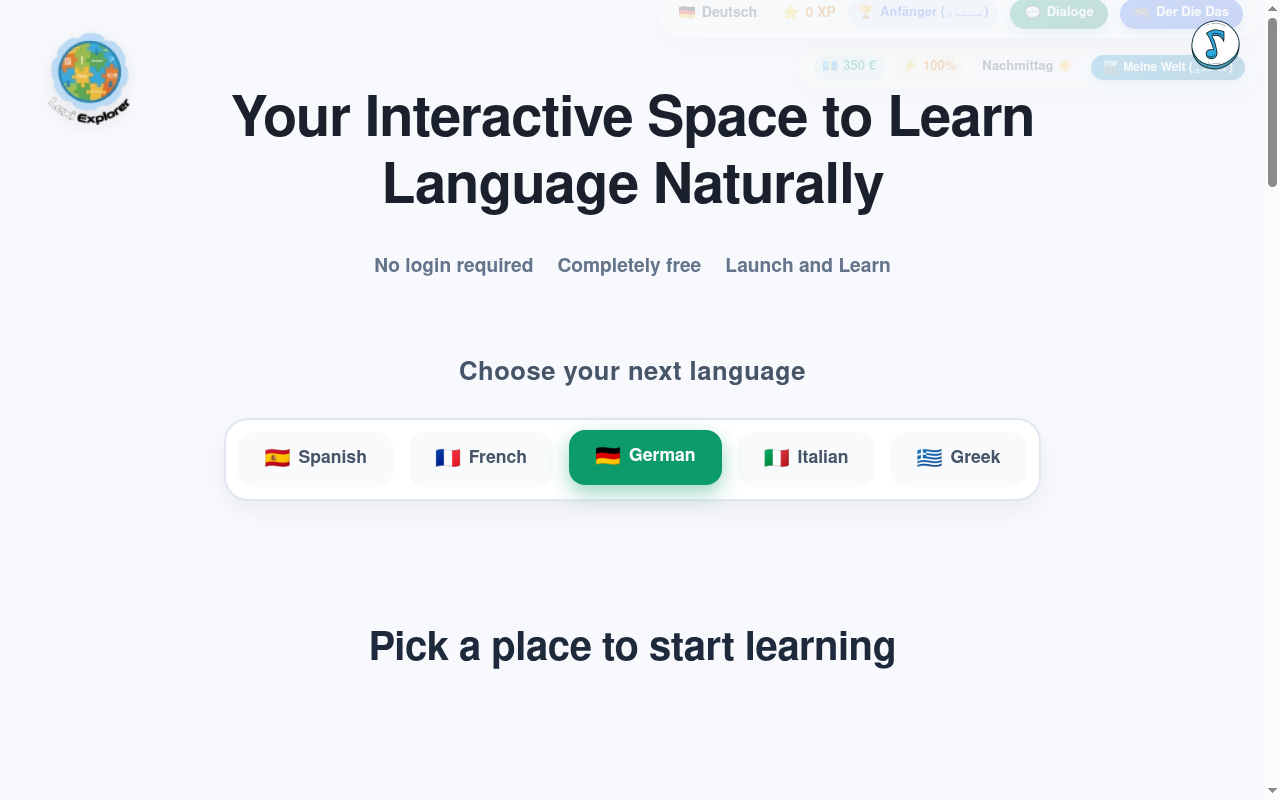 Deutsch
0 XP
Anfänger (مبتدئ)
Dialoge
Der Die Das
350 €
100%
Nachmittag
Meine Welt
Lexi Explorer
Your Interactive Space to Learn
Language Naturally
No login required Completely free Launch and Learn
Choose your next language
Spanish
French
German
Italian
Greek
Pick a place to start learning